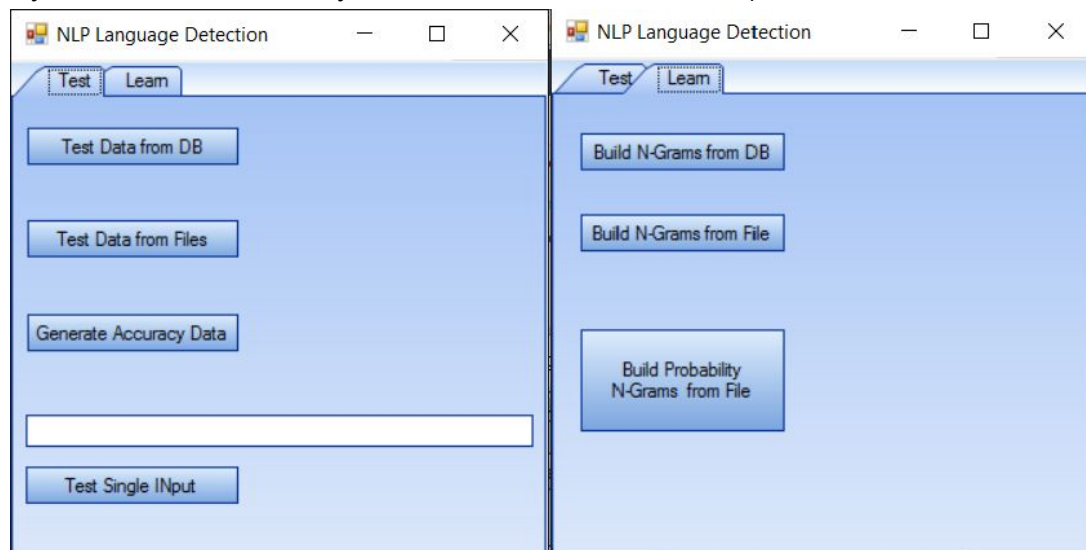 NLP Language Detection
Test Learn
Test Data from DB
Test Data from Files
Generate Accuracy Data
Test Single INput
NLP Language Detection
Test Learn
Build N-Grams from DB
Build N-Grams from File
Build Probability
N-Grams from File